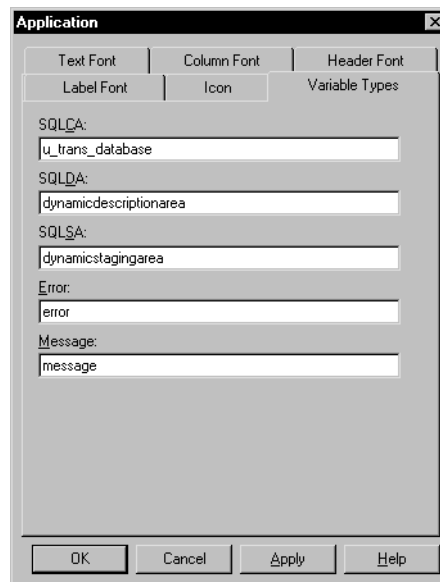 Application
Text Font Column Font Header Font
Label Font Icon Variable Types
SQLCA:
u_trans_database
SQLDA:
dynamicdescriptionarea
SQLSA:
dynamicstagingarea
Error:
error
Message:
message
OK Cancel Apply Help